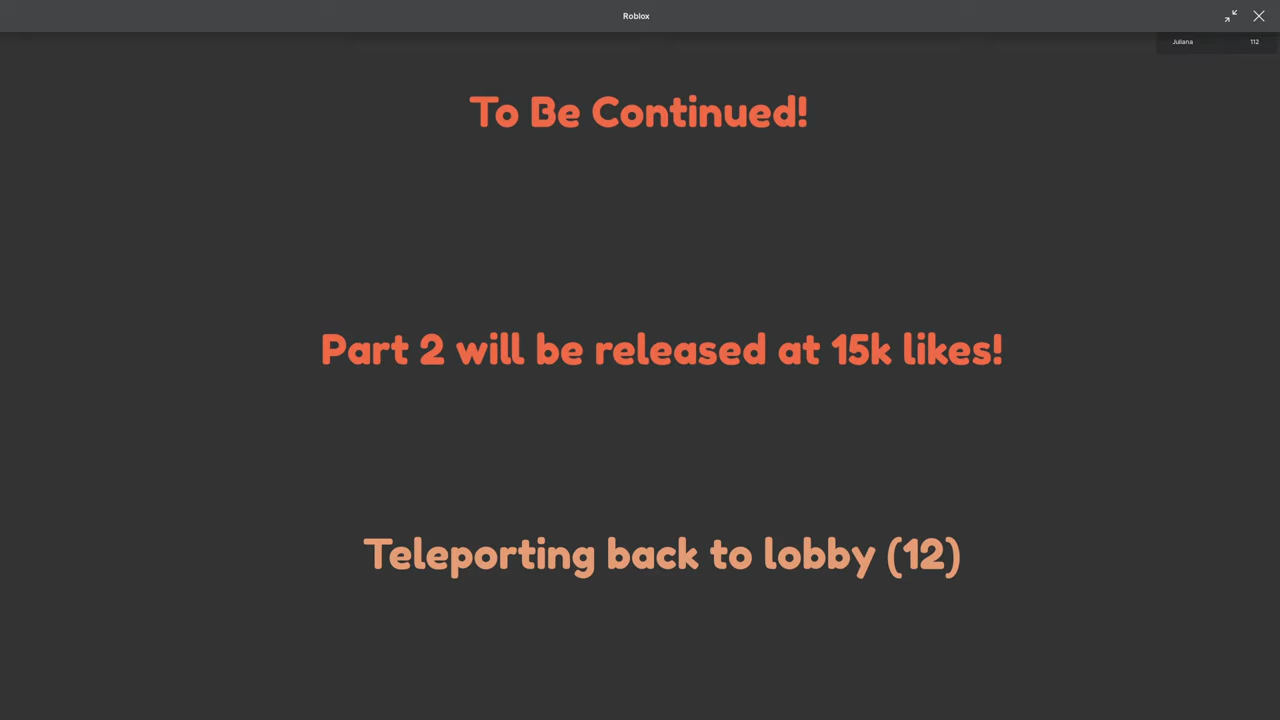 Roblox
Juliana 112
To Be Continued!
Part 2 will be released at 15k likes!
Teleporting back to lobby (12)